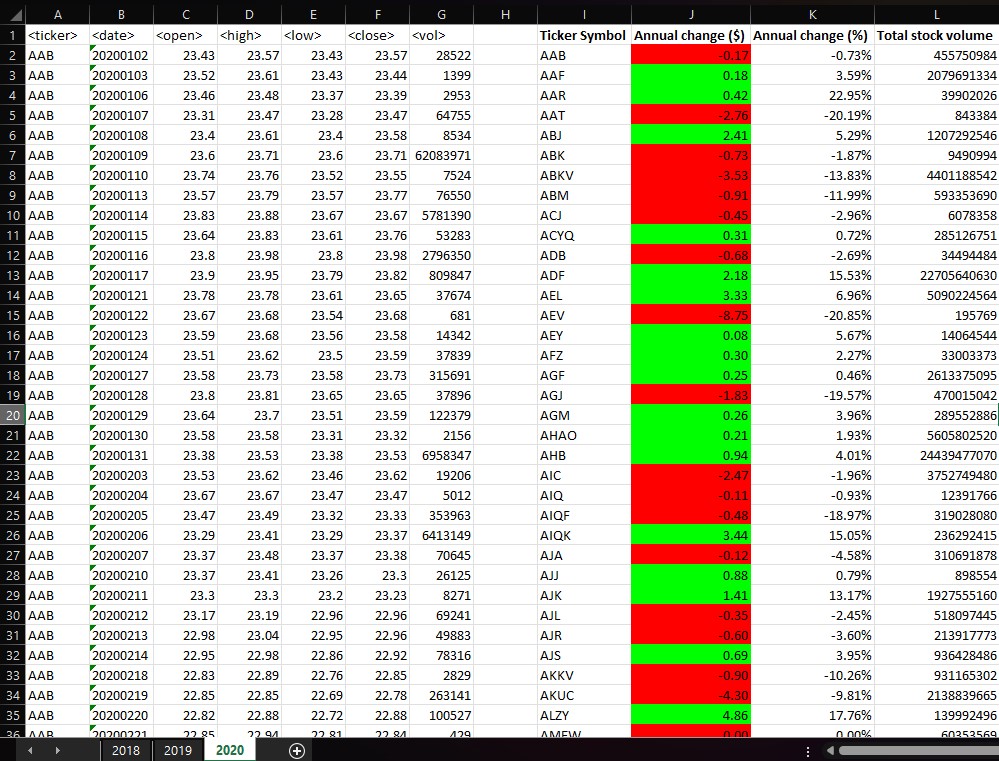 A B C D E F G H I J K L
1 <ticker> <date> <open> <high> <low> <close> <vol> Ticker Symbol Annual change ($) Annual change (%) Total stock volume
2 AAB 20200102 23.43 23.57 23.43 23.57 28522 AAB -0.17 -0.73% 455750984
3 AAB 20200103 23.52 23.61 23.43 23.44 1399 AAF 0.18 3.59% 2079691334
4 AAB 20200106 23.46 23.48 23.37 23.39 2953 AAR 0.42 22.95% 39902026
5 AAB 20200107 23.31 23.47 23.28 23.47 64755 AAT -2.76 -20.19% 843384
6 AAB 20200108 23.4 23.61 23.4 23.58 8534 ABJ 2.41 5.29% 1207292546
7 AAB 20200109 23.6 23.71 23.6 23.71 62083971 ABK -0.73 -1.87% 9490994
8 AAB 20200110 23.74 23.76 23.52 23.55 7524 ABKV -3.53 -13.83% 4401188542
9 AAB 20200113 23.57 23.79 23.57 23.77 76550 ABM -0.91 -11.99% 593353690
10 AAB 20200114 23.83 23.88 23.67 23.67 5781390 ACJ -0.45 -2.96% 6078358
11 AAB 20200115 23.64 23.83 23.61 23.76 53283 ACYQ 0.31 0.72% 285126751
12 AAB 20200116 23.8 23.98 23.8 23.98 2796350 ADB -0.68 -2.69% 34494484
13 AAB 20200117 23.9 23.95 23.79 23.82 809847 ADF 2.18 15.53% 22705640630
14 AAB 20200121 23.78 23.78 23.61 23.65 37674 AEL 3.33 6.96% 5090224564
15 AAB 20200122 23.67 23.68 23.54 23.68 681 AEV -8.75 -20.85% 195769
16 AAB 20200123 23.59 23.68 23.56 23.58 14342 AEY 0.08 5.67% 14064544
17 AAB 20200124 23.51 23.62 23.5 23.59 37839 AFZ 0.30 2.27% 33003373
18 AAB 20200127 23.58 23.73 23.58 23.73 315691 AGF 0.25 0.46% 2613375095
19 AAB 20200128 23.8 23.81 23.65 23.65 37896 AGJ -1.83 -19.57% 470015042
20 AAB 20200129 23.64 23.7 23.51 23.59 122379 AGM 0.26 3.96% 289552886
21 AAB 20200130 23.58 23.58 23.31 23.32 2156 AHAO 0.21 1.93% 5605802520
22 AAB 20200131 23.38 23.53 23.38 23.53 6958347 AHB 0.94 4.01% 24439477070
23 AAB 20200203 23.53 23.62 23.46 23.62 19206 AIC -2.47 -1.96% 3752749480
24 AAB 20200204 23.67 23.67 23.47 23.47 5012 AIQ -0.11 -0.93% 12391766
25 AAB 20200205 23.47 23.49 23.32 23.33 353963 AIQF -0.48 -18.97% 319028080
26 AAB 20200206 23.29 23.41 23.29 23.37 6413149 AIQK 3.44 15.05% 236292415
27 AAB 20200207 23.37 23.48 23.37 23.38 70645 AJA -0.12 -4.58% 310691878
28 AAB 20200210 23.37 23.41 23.26 23.3 26125 AJJ 0.88 0.79% 898554
29 AAB 20200211 23.3 23.3 23.2 23.23 8271 AJK 1.41 13.17% 1927555160
30 AAB 20200212 23.17 23.19 22.96 22.96 69241 AJL -0.35 -2.45% 518097445
31 AAB 20200213 22.98 23.04 22.95 22.96 49883 AJR -0.60 -3.60% 213917773
32 AAB 20200214 22.95 22.98 22.86 22.92 78316 AJS 0.69 3.95% 936428486
33 AAB 20200218 22.83 22.89 22.76 22.85 2829 AKKV -0.90 -10.26% 931165302
34 AAB 20200219 22.85 22.85 22.69 22.78 263141 AKUC -4.30 -9.81% 2138839665
35 AAB 20200220 22.82 22.88 22.72 22.88 100527 ALZY 4.86 17.76% 139992496
36 AAB 20200221 22.85 22.94 22.81 22.84 429 AMEW 0.00 0.00% 60353569
2018 2019 2020